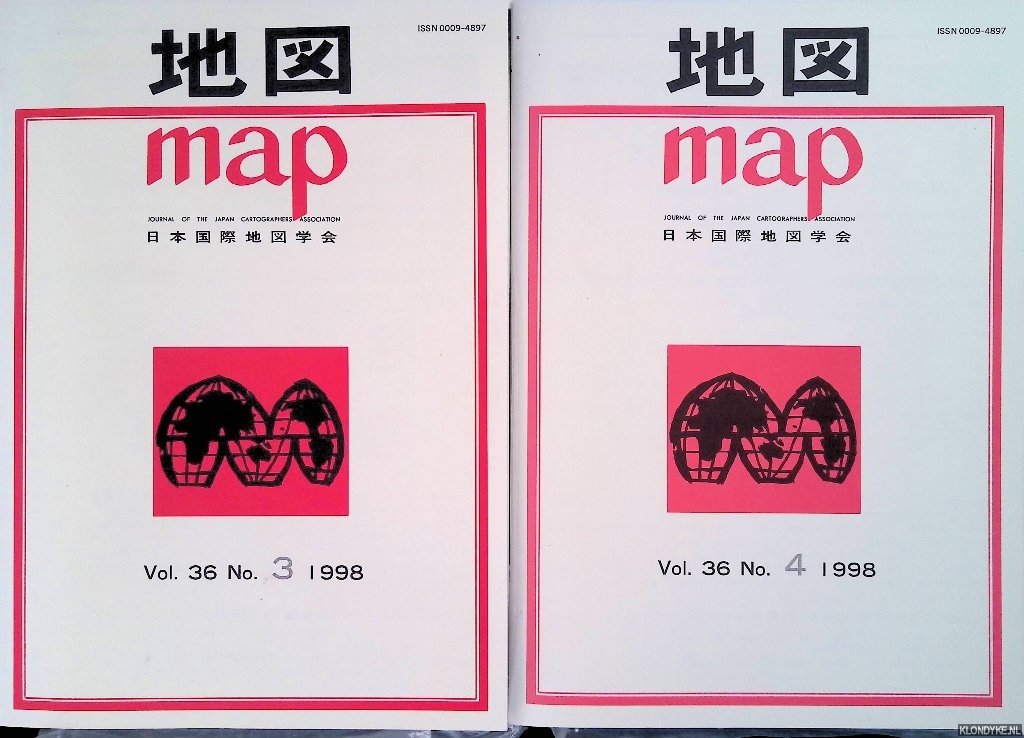 ISSN 0009-4897
地図
map
JOURNAL OF THE JAPAN CARTOGRAPHERS' ASSOCIATION
日本国際地図学会
Vol. 36 No. 3 1998
ISSN 0009-4897
地図
map
JOURNAL OF THE JAPAN CARTOGRAPHERS' ASSOCIATION
日本国際地図学会
Vol. 36 No. 4 1998
KLONDYKE.NL